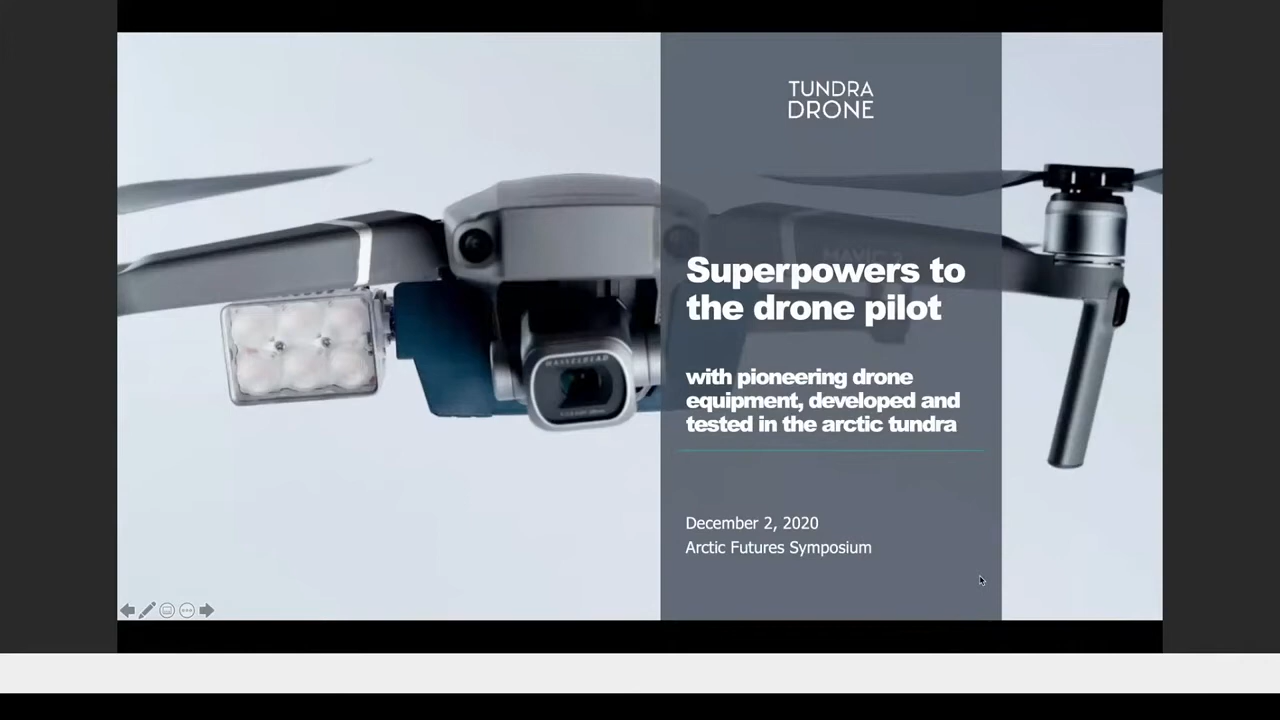 TUNDRA
DRONE
Superpowers to
the drone pilot
with pioneering drone
equipment, developed and
tested in the arctic tundra
December 2, 2020
Arctic Futures Symposium
HASSELBLAD